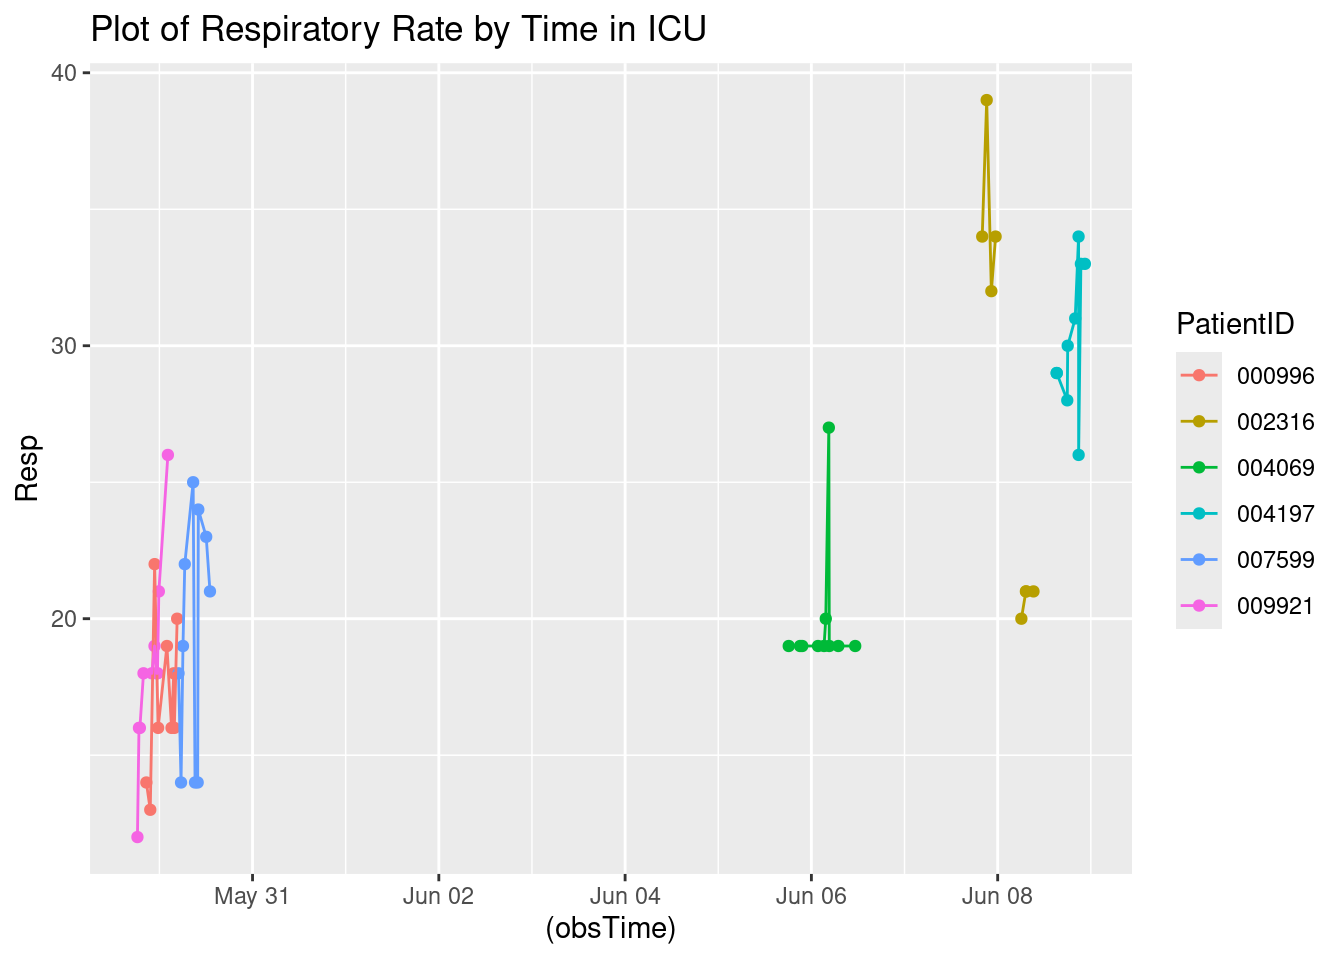 Plot of Respiratory Rate by Time in ICU
40
30
20
Resp
May 31
Jun 02
Jun 04
Jun 06
Jun 08
(obsTime)
PatientID
000996
002316
004069
004197
007599
009921